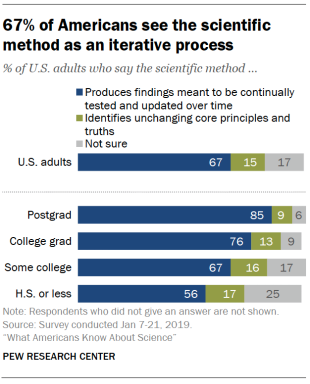 67% of Americans see the scientific
method as an iterative process
% of U.S. adults who say the scientific method ...
Produces findings meant to be continually
tested and updated over time
Identifies unchanging core principles and
truths
Not sure
U.S. adults 67 15 17
Postgrad 85 9 6
College grad 76 13 9
Some college 67 16 17
H.S. or less 56 17 25
Note: Respondents who did not give an answer are not shown.
Source: Survey conducted Jan 7-21, 2019.
"What Americans Know About Science"
PEW RESEARCH CENTER